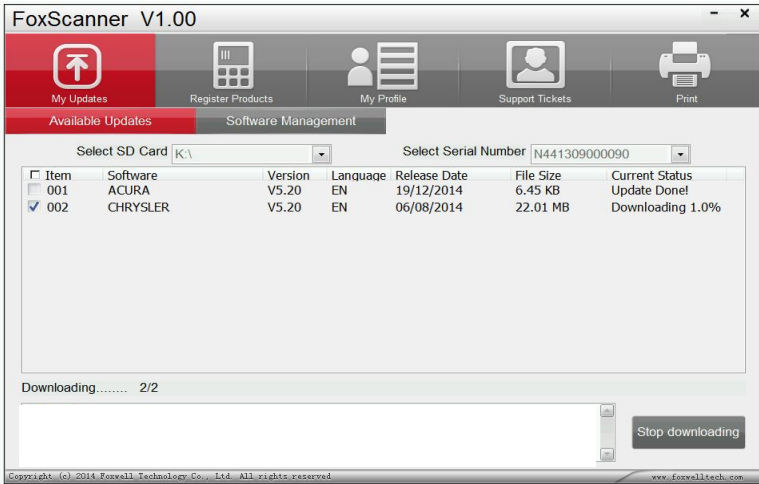 FoxScanner V1.00
My Updates Register Products My Profile Support Tickets Print
Available Updates Software Management
Select SD Card K:\ Select Serial Number N441309000090
Item Software Version Language Release Date File Size Current Status
001 ACURA V5.20 EN 19/12/2014 6.45 KB Update Done!
002 CHRYSLER V5.20 EN 06/08/2014 22.01 MB Downloading 1.0%
Downloading........ 2/2
Stop downloading
Copyright (c) 2014 Foxwell Technology Co., Ltd. All rights reserved www.foxwelltech.com